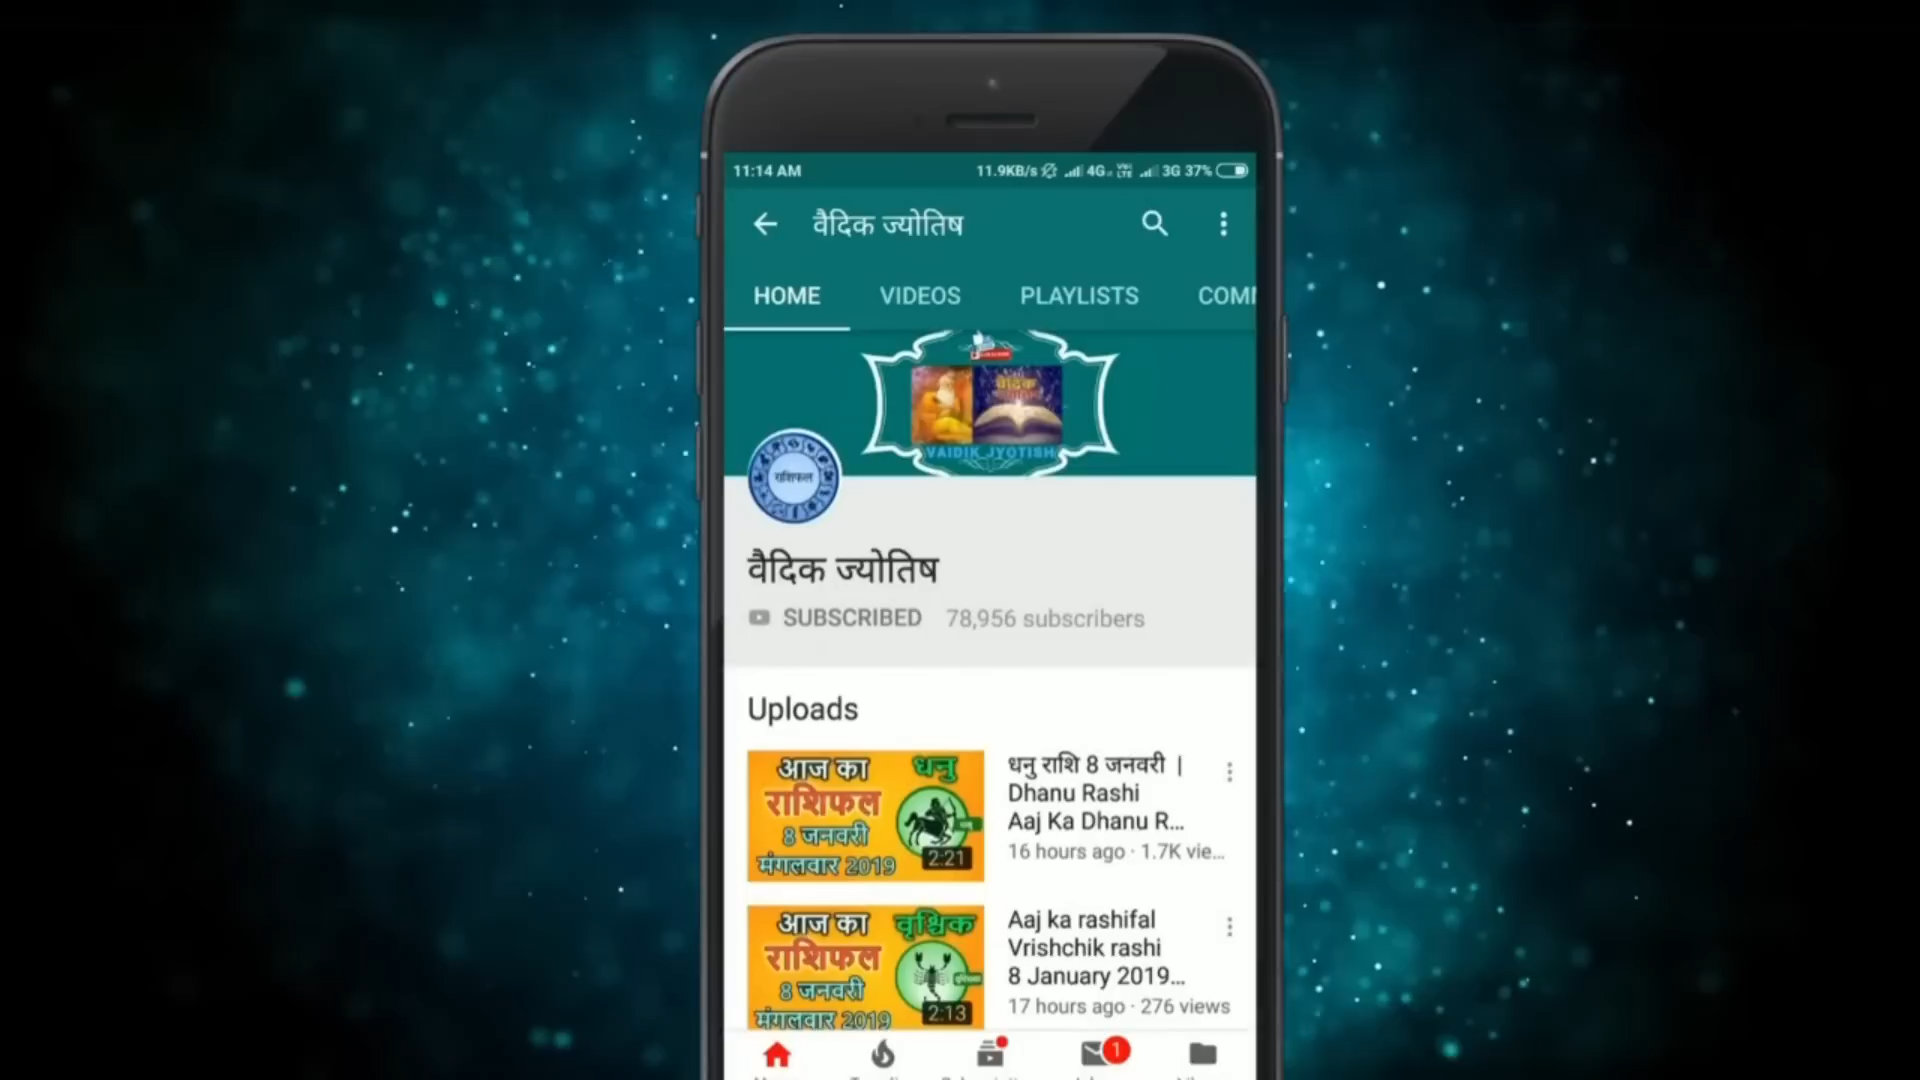 11:14 AM 11.9KB/s 4G VoLTE 3G 37%
वैदिक ज्योतिष
HOME VIDEOS PLAYLISTS COMM
वैदिक
VAIDIK JYOTISH
राशिफल
वैदिक ज्योतिष
SUBSCRIBED 78,956 subscribers
Uploads
आज का धनु
राशिफल
8 जनवरी
मंगलवार 2019
2:21
धनु राशि 8 जनवरी |
Dhanu Rashi
Aaj Ka Dhanu R...
16 hours ago · 1.7K vie...
आज का वृश्चिक
राशिफल
8 जनवरी
मंगलवार 2019
2:13
Aaj ka rashifal
Vrishchik rashi
8 January 2019...
17 hours ago · 276 views
1